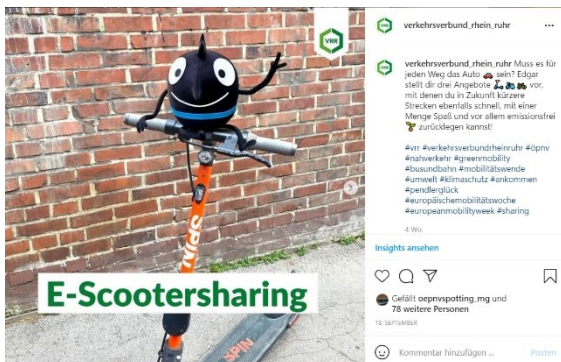 VRR
SPIN
SPIN
E-Scootersharing
verkehrsverbund_rhein_ruhr
verkehrsverbund_rhein_ruhr Muss es für
jeden Weg das Auto 🚗 sein? Edgar
stellt dir drei Angebote 🛴 🚲 🛵 vor,
mit denen du in Zukunft kürzere
Strecken ebenfalls schnell, mit einer
Menge Spaß und vor allem emissionsfrei
🌱 zurücklegen kannst!
#vrr #verkehrsverbundrheinruhr #öpnv
#nahverkehr #greenmobility
#busundbahn #mobilitätswende
#umwelt #klimaschutz #ankommen
#pendlerglück
#europäischemobilitätswoche
#europeanmobilityweek #sharing
4 Wo.
Insights ansehen
Gefällt oepnvspotting_mg und
78 weitere Personen
18. SEPTEMBER
Kommentar hinzufügen ...
Posten